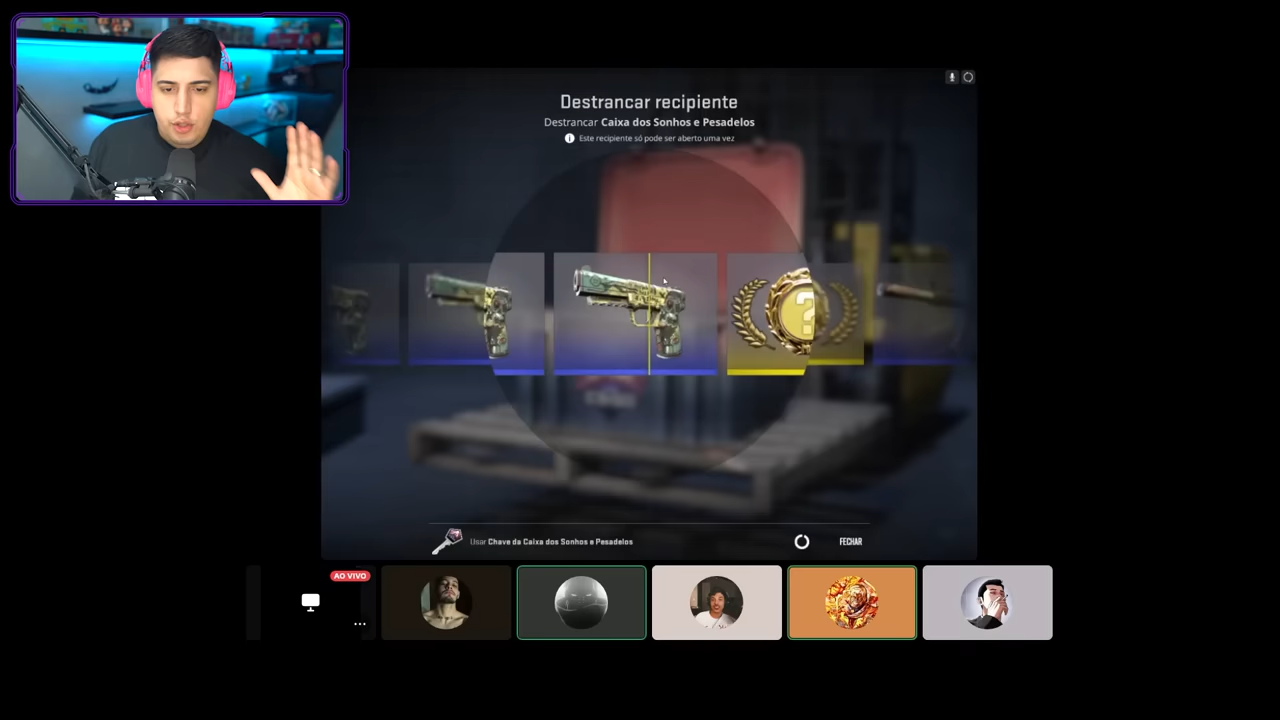 Destrancar recipiente
Destrancar Caixa dos Sonhos e Pesadelos
Este recipiente só pode ser aberto uma vez
?
Usar Chave da Caixa dos Sonhos e Pesadelos
FECHAR
AO VIVO